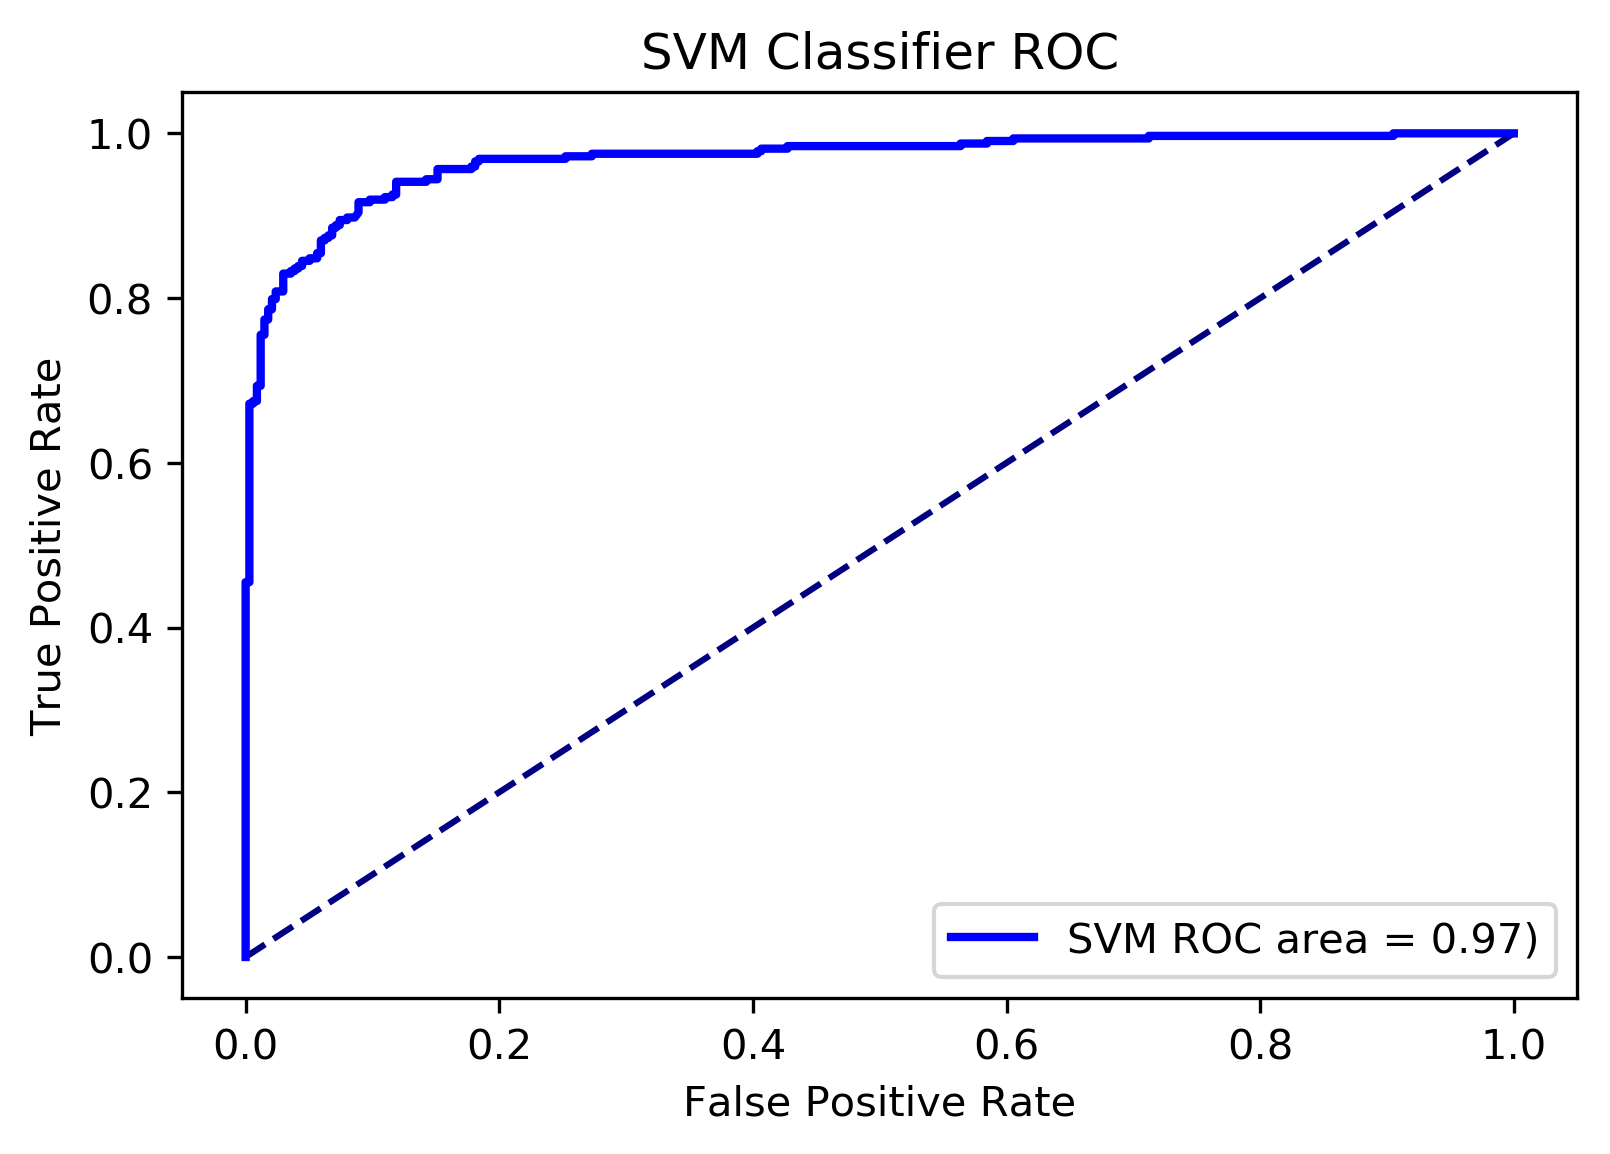 SVM Classifier ROC
1.0
0.8
0.6
0.4
0.2
0.0
True Positive Rate
SVM ROC area = 0.97)
0.0 0.2 0.4 0.6 0.8 1.0
False Positive Rate